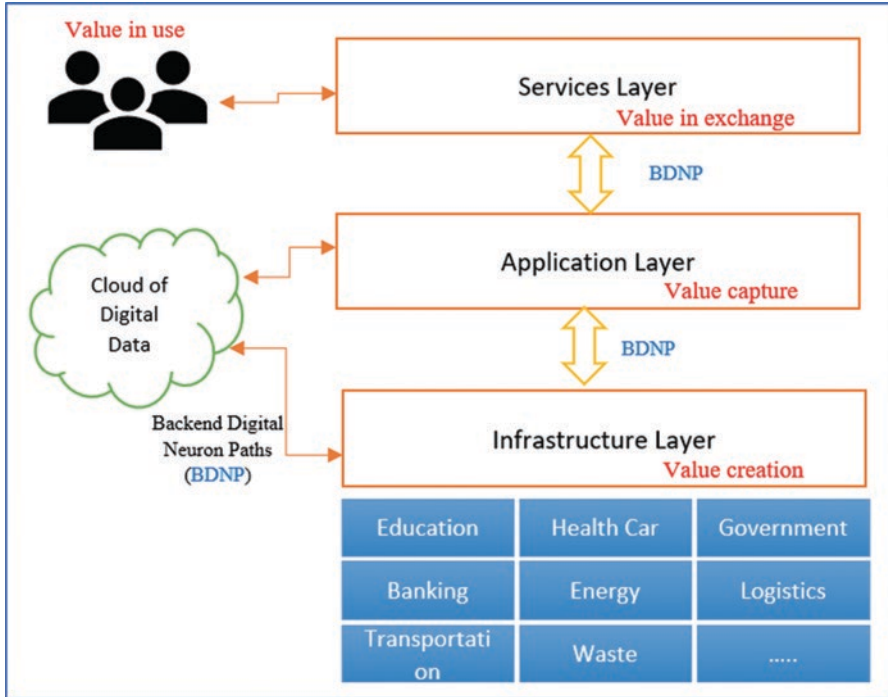 Value in use
Services Layer
Value in exchange
BDNP
Cloud of
Digital
Data
Application Layer
Value capture
BDNP
Backend Digital
Neuron Paths
(BDNP)
Infrastructure Layer
Value creation
Education
Health Car
Government
Banking
Energy
Logistics
Transportati
on
Waste
.....